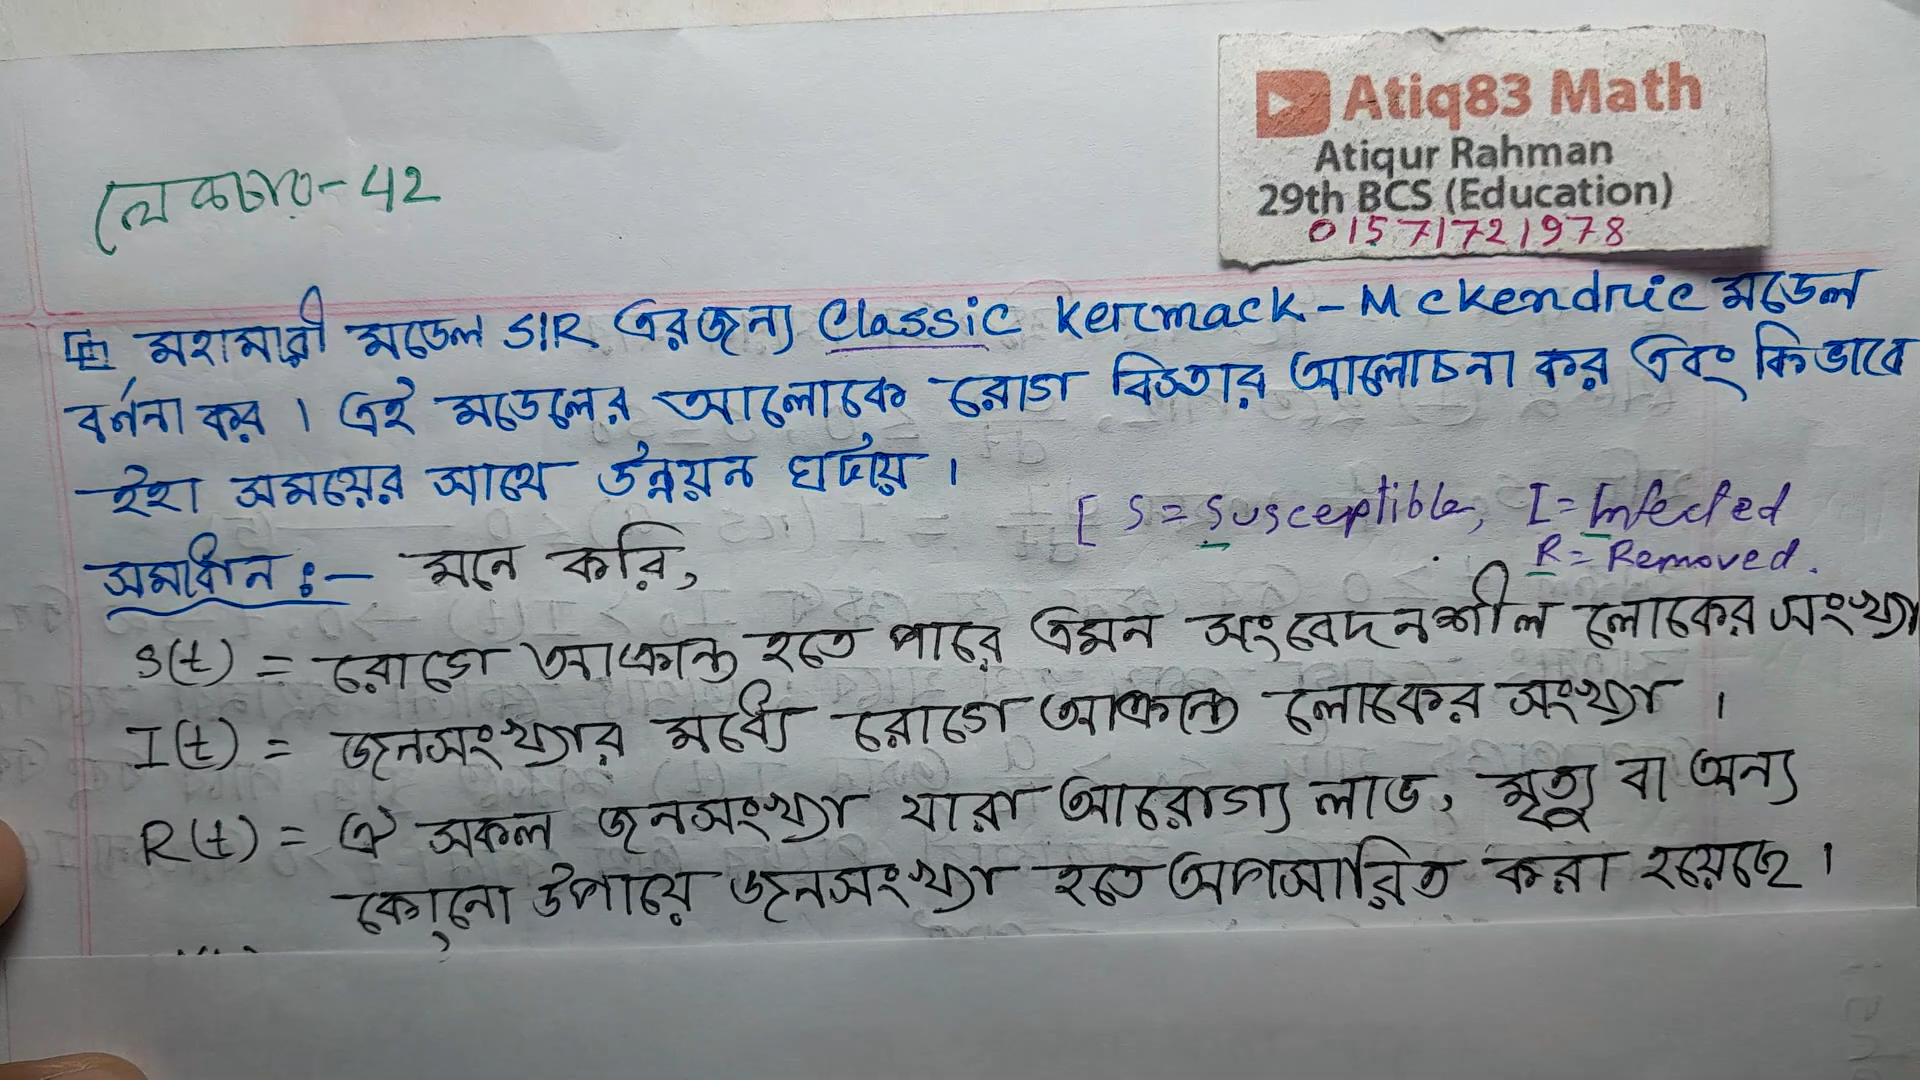 Atiq83 Math
Atiqur Rahman
29th BCS (Education)
01571721978
লেকচার-42
মহামারী মডেল SIR এরজন্য Classic Kermack-Mckendric মডেল
বর্ননা কর। এই মডেলের আলোকে রোগ বিস্তার আলোচনা কর এবং কিভাবে
ইহা সময়ের সাথে উন্নয়ন ঘটায়।
[ S = Susceptible, I = Infected
R = Removed.
সমাধান :- মনে করি,
S(t) = রোগে আক্রান্ত হতে পারে এমন সংবেদনশীল লোকের সংখ্যা
I(t) = জনসংখ্যার মধ্যে রোগে আক্রান্ত লোকের সংখ্যা ।
R(t) = ঐ সকল জনসংখ্যা যারা আরোগ্য লাভ, মৃত্যু বা অন্য
কোনো উপায়ে জনসংখ্যা হতে অপসারিত করা হয়েছে।